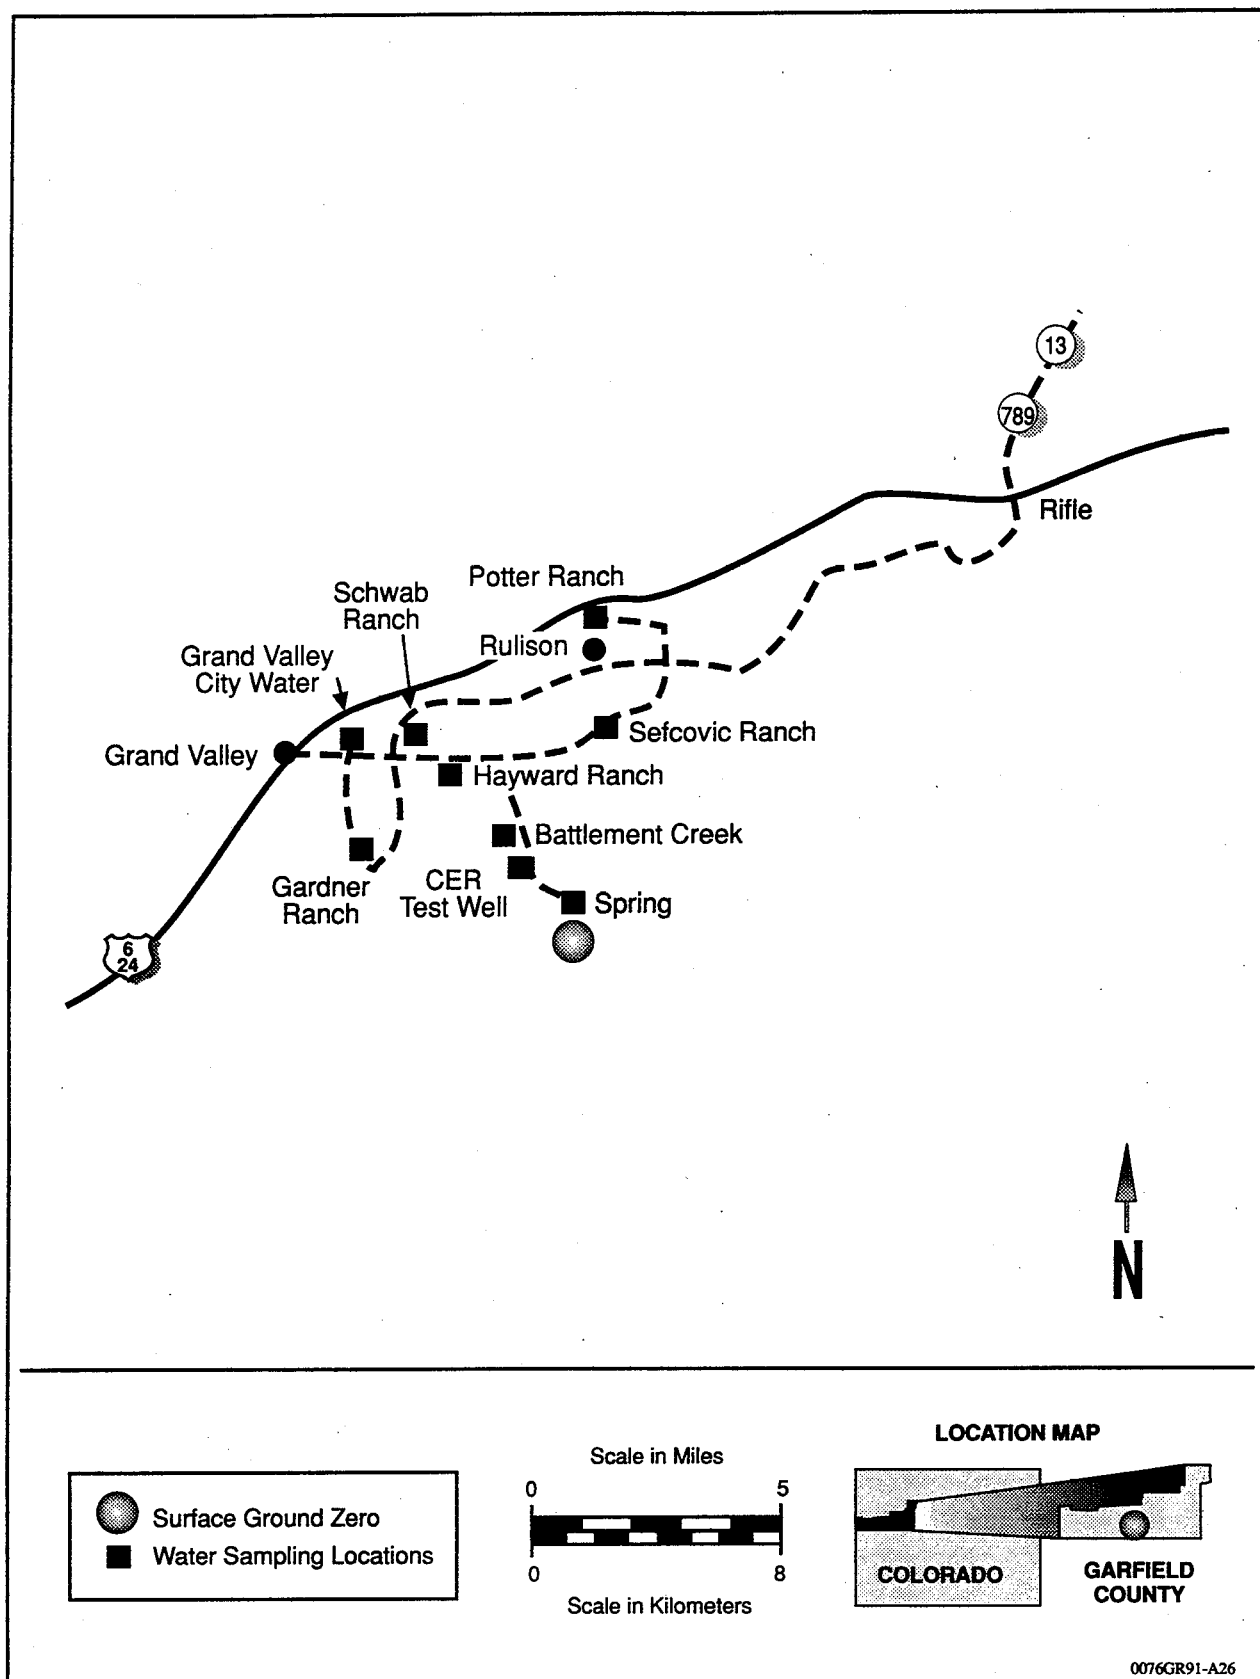 13
789
Rifle
Potter Ranch
Schwab
Ranch
Rulison
Grand Valley
City Water
Grand Valley
Sefcovic Ranch
Hayward Ranch
Battlement Creek
CER
Test Well
Gardner
Ranch
Spring
6
24
N
LOCATION MAP
Scale in Miles
0 5
Surface Ground Zero
Water Sampling Locations
0 8
Scale in Kilometers
COLORADO
GARFIELD
COUNTY
0076GR91-A26